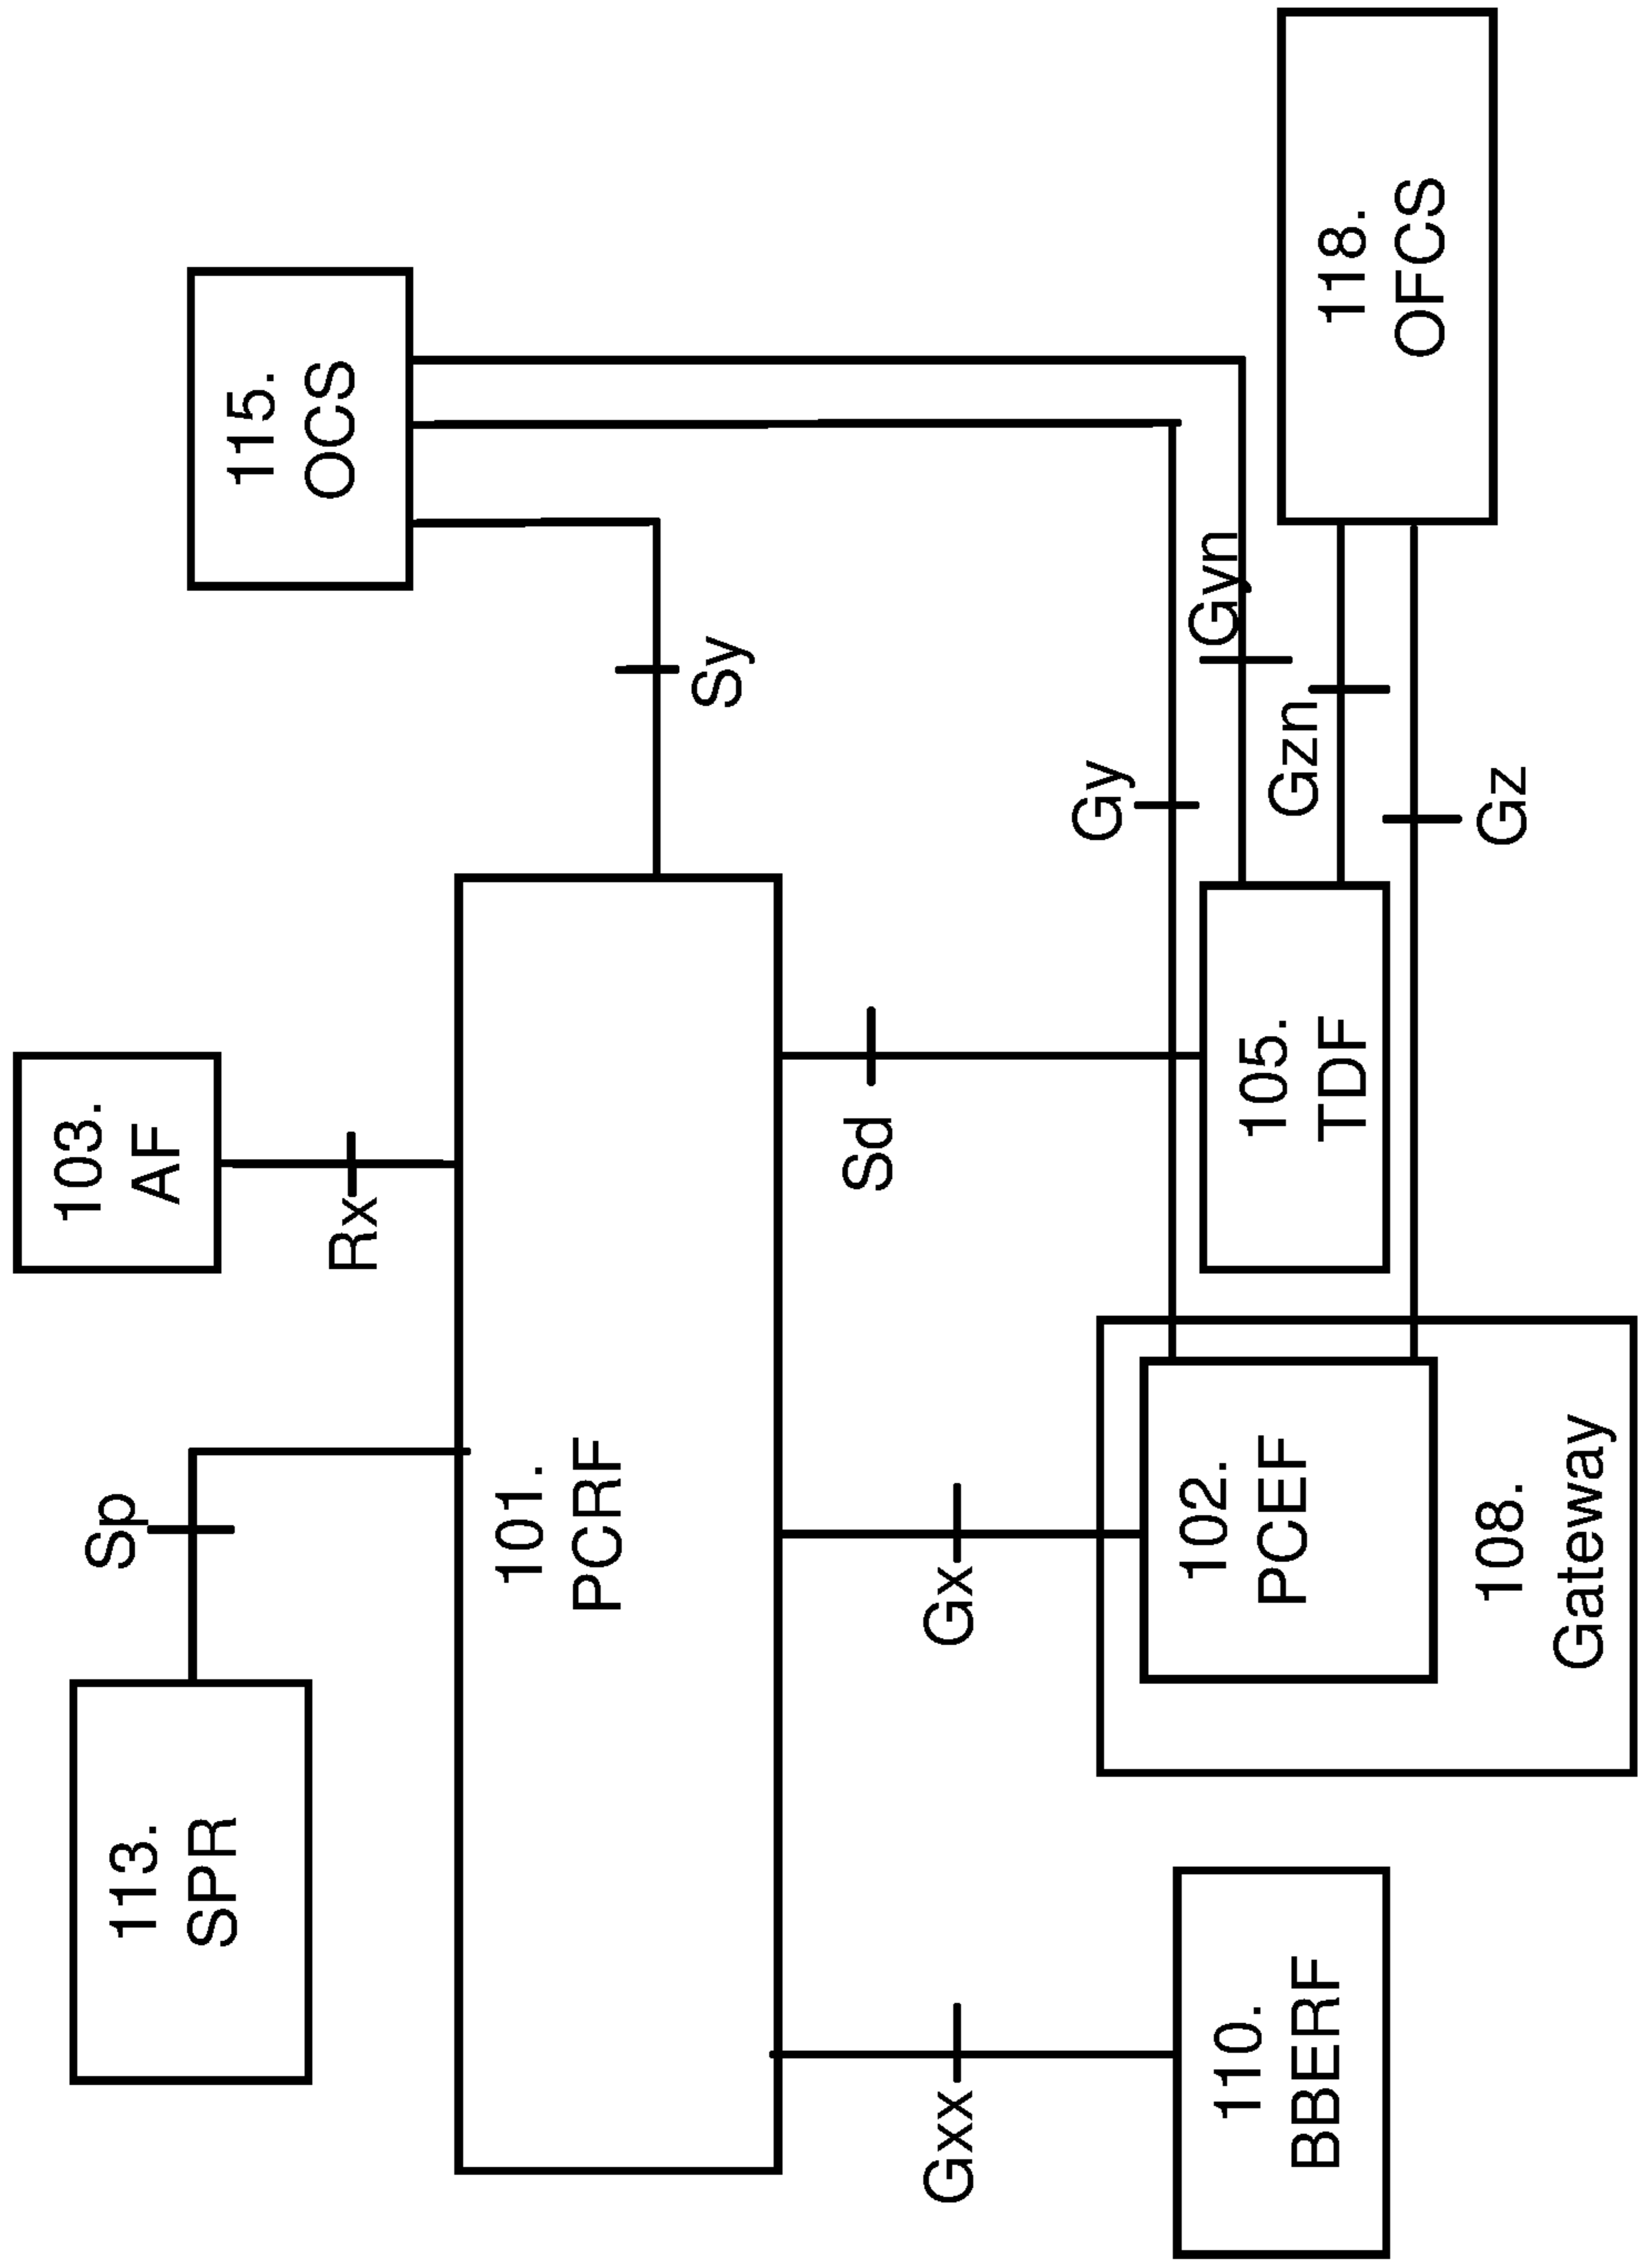 113.
SPR
Sp
103.
AF
Rx
115.
OCS
101.
PCRF
Sy
Gxx
Gx
Sd
Gy
Gyn
110.
BBERF
102.
PCEF
108.
Gateway
105.
TDF
Gzn
Gz
118.
OFCS